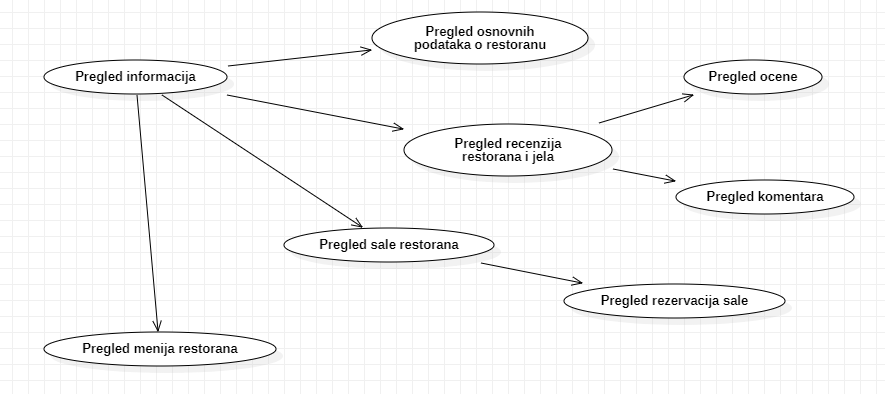 Pregled osnovnih
podataka o restoranu
Pregled informacija
Pregled ocene
Pregled recenzija
restorana i jela
Pregled komentara
Pregled sale restorana
Pregled rezervacija sale
Pregled menija restorana